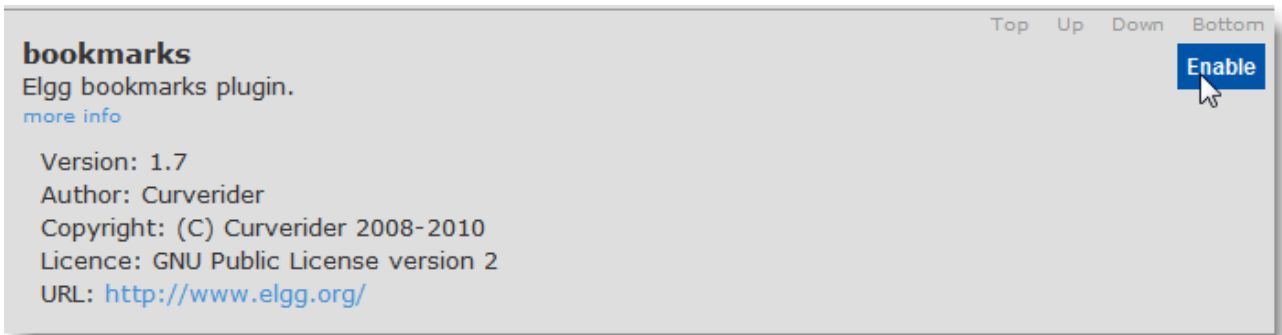 Top Up Down Bottom
bookmarks
Enable
Elgg bookmarks plugin.
more info
Version: 1.7
Author: Curverider
Copyright: (C) Curverider 2008-2010
Licence: GNU Public License version 2
URL: http://www.elgg.org/